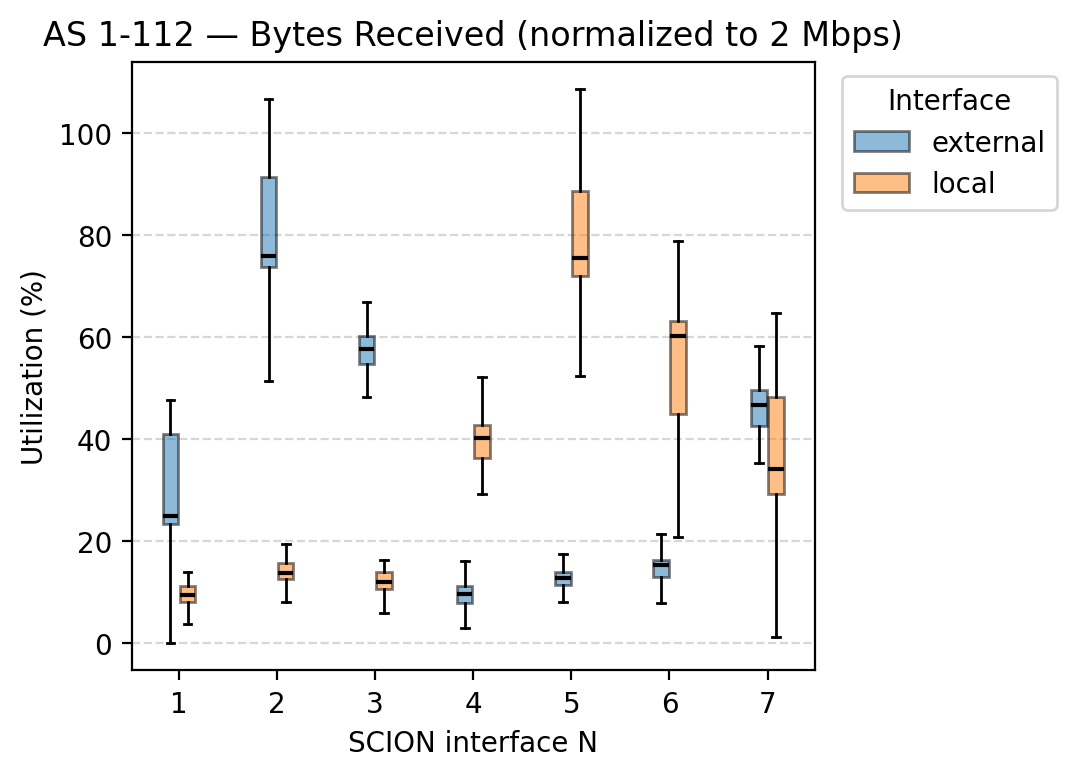 AS 1-112 — Bytes Received (normalized to 2 Mbps)
Utilization (%)
100
80
60
40
20
0
1 2 3 4 5 6 7
SCION interface N
Interface
external
local